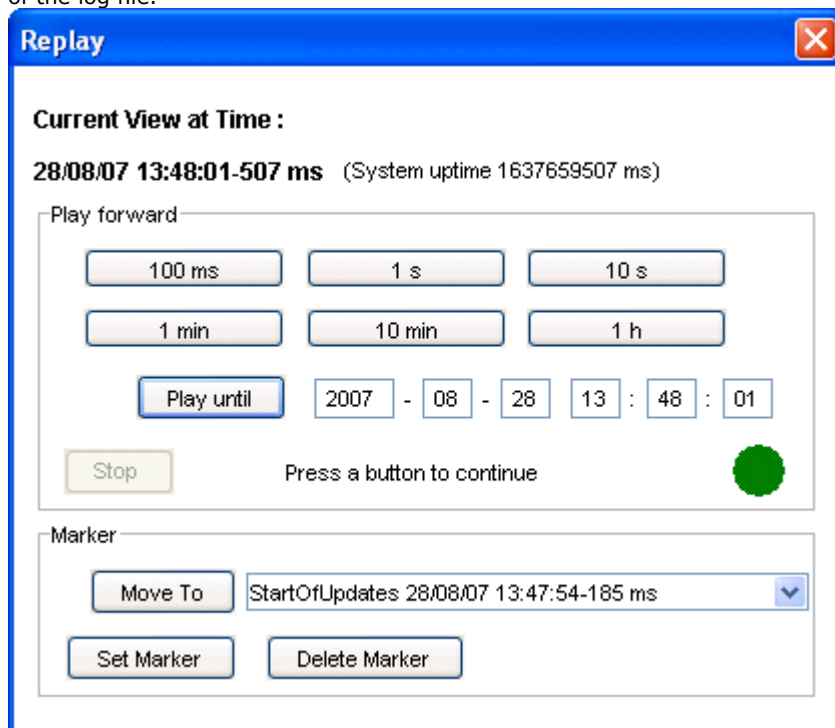 of the log file.
Replay
Current View at Time :
28/08/07 13:48:01-507 ms (System uptime 1637659507 ms)
Play forward
100 ms 1 s 10 s
1 min 10 min 1 h
Play until 2007 - 08 - 28 13 : 48 : 01
Stop Press a button to continue
Marker
Move To StartOfUpdates 28/08/07 13:47:54-185 ms
Set Marker Delete Marker